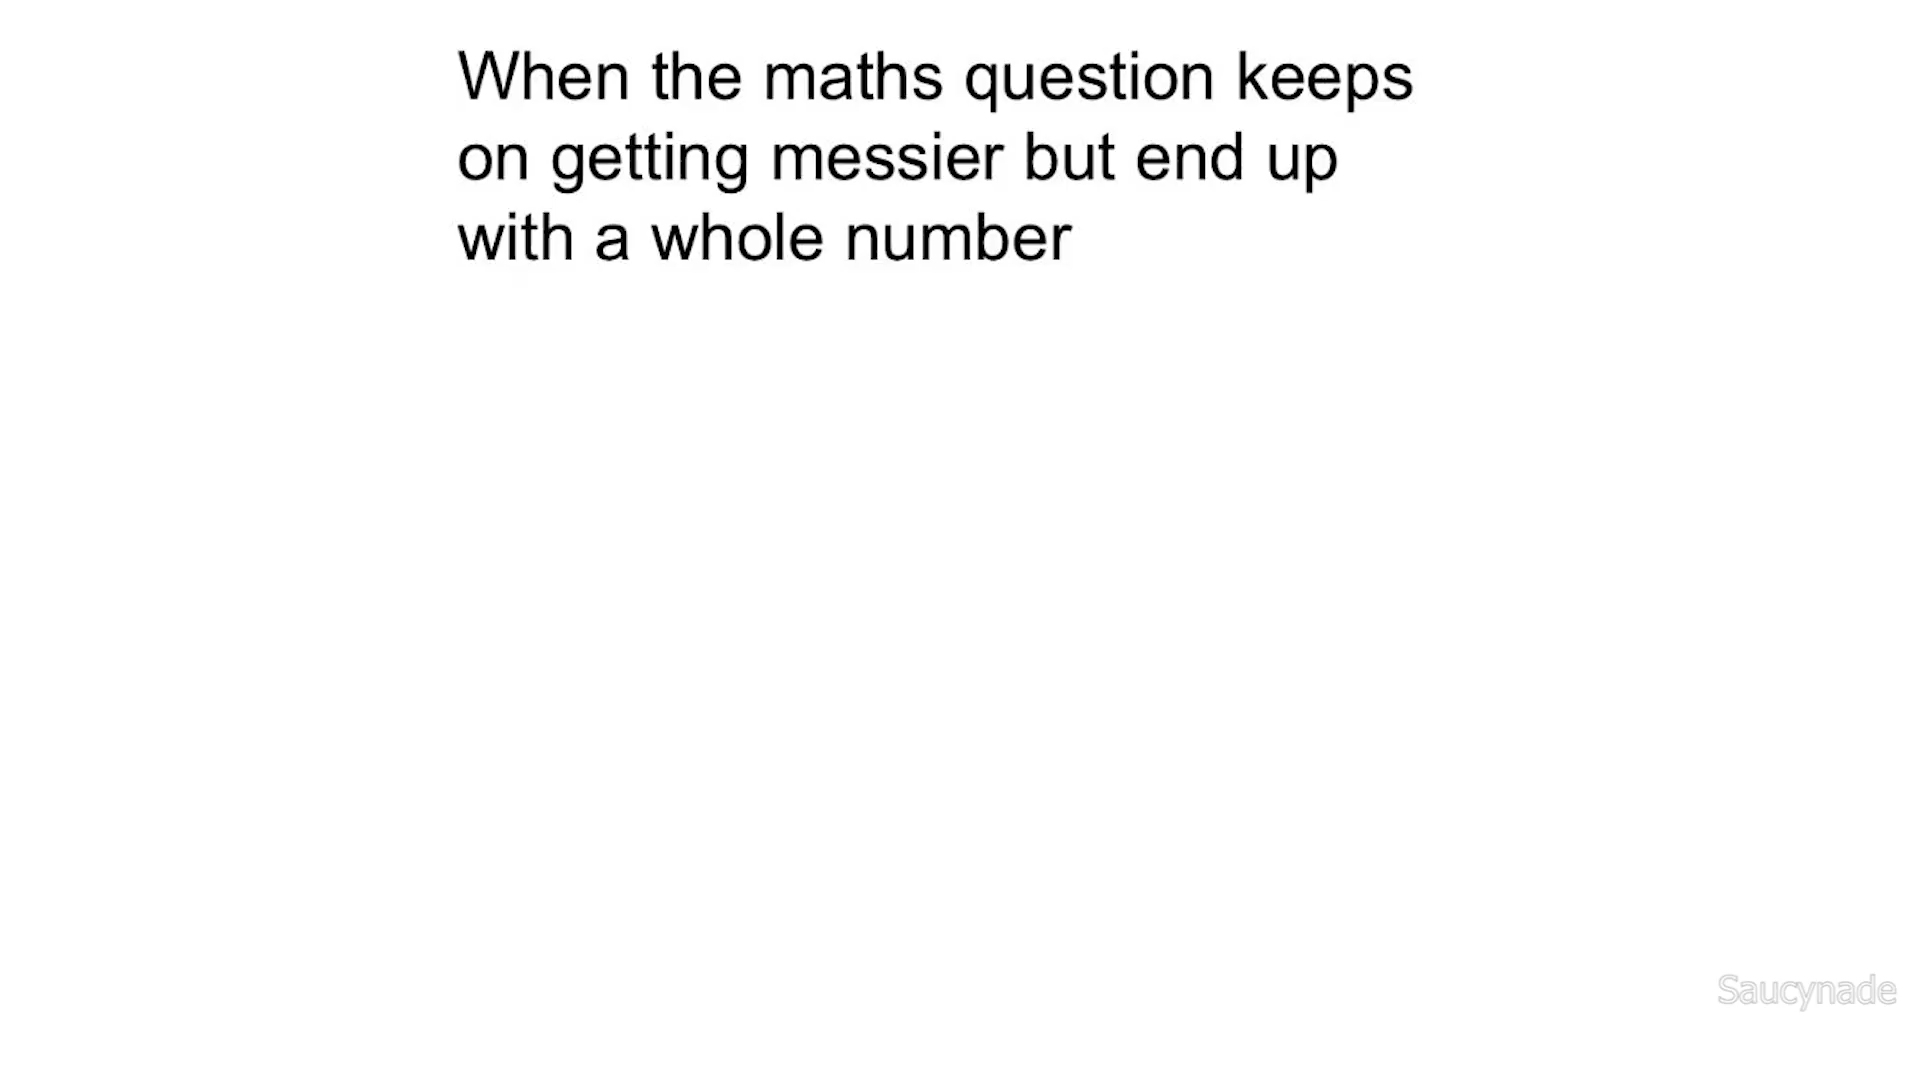 When the maths question keeps
on getting messier but end up
with a whole number
Saucynade